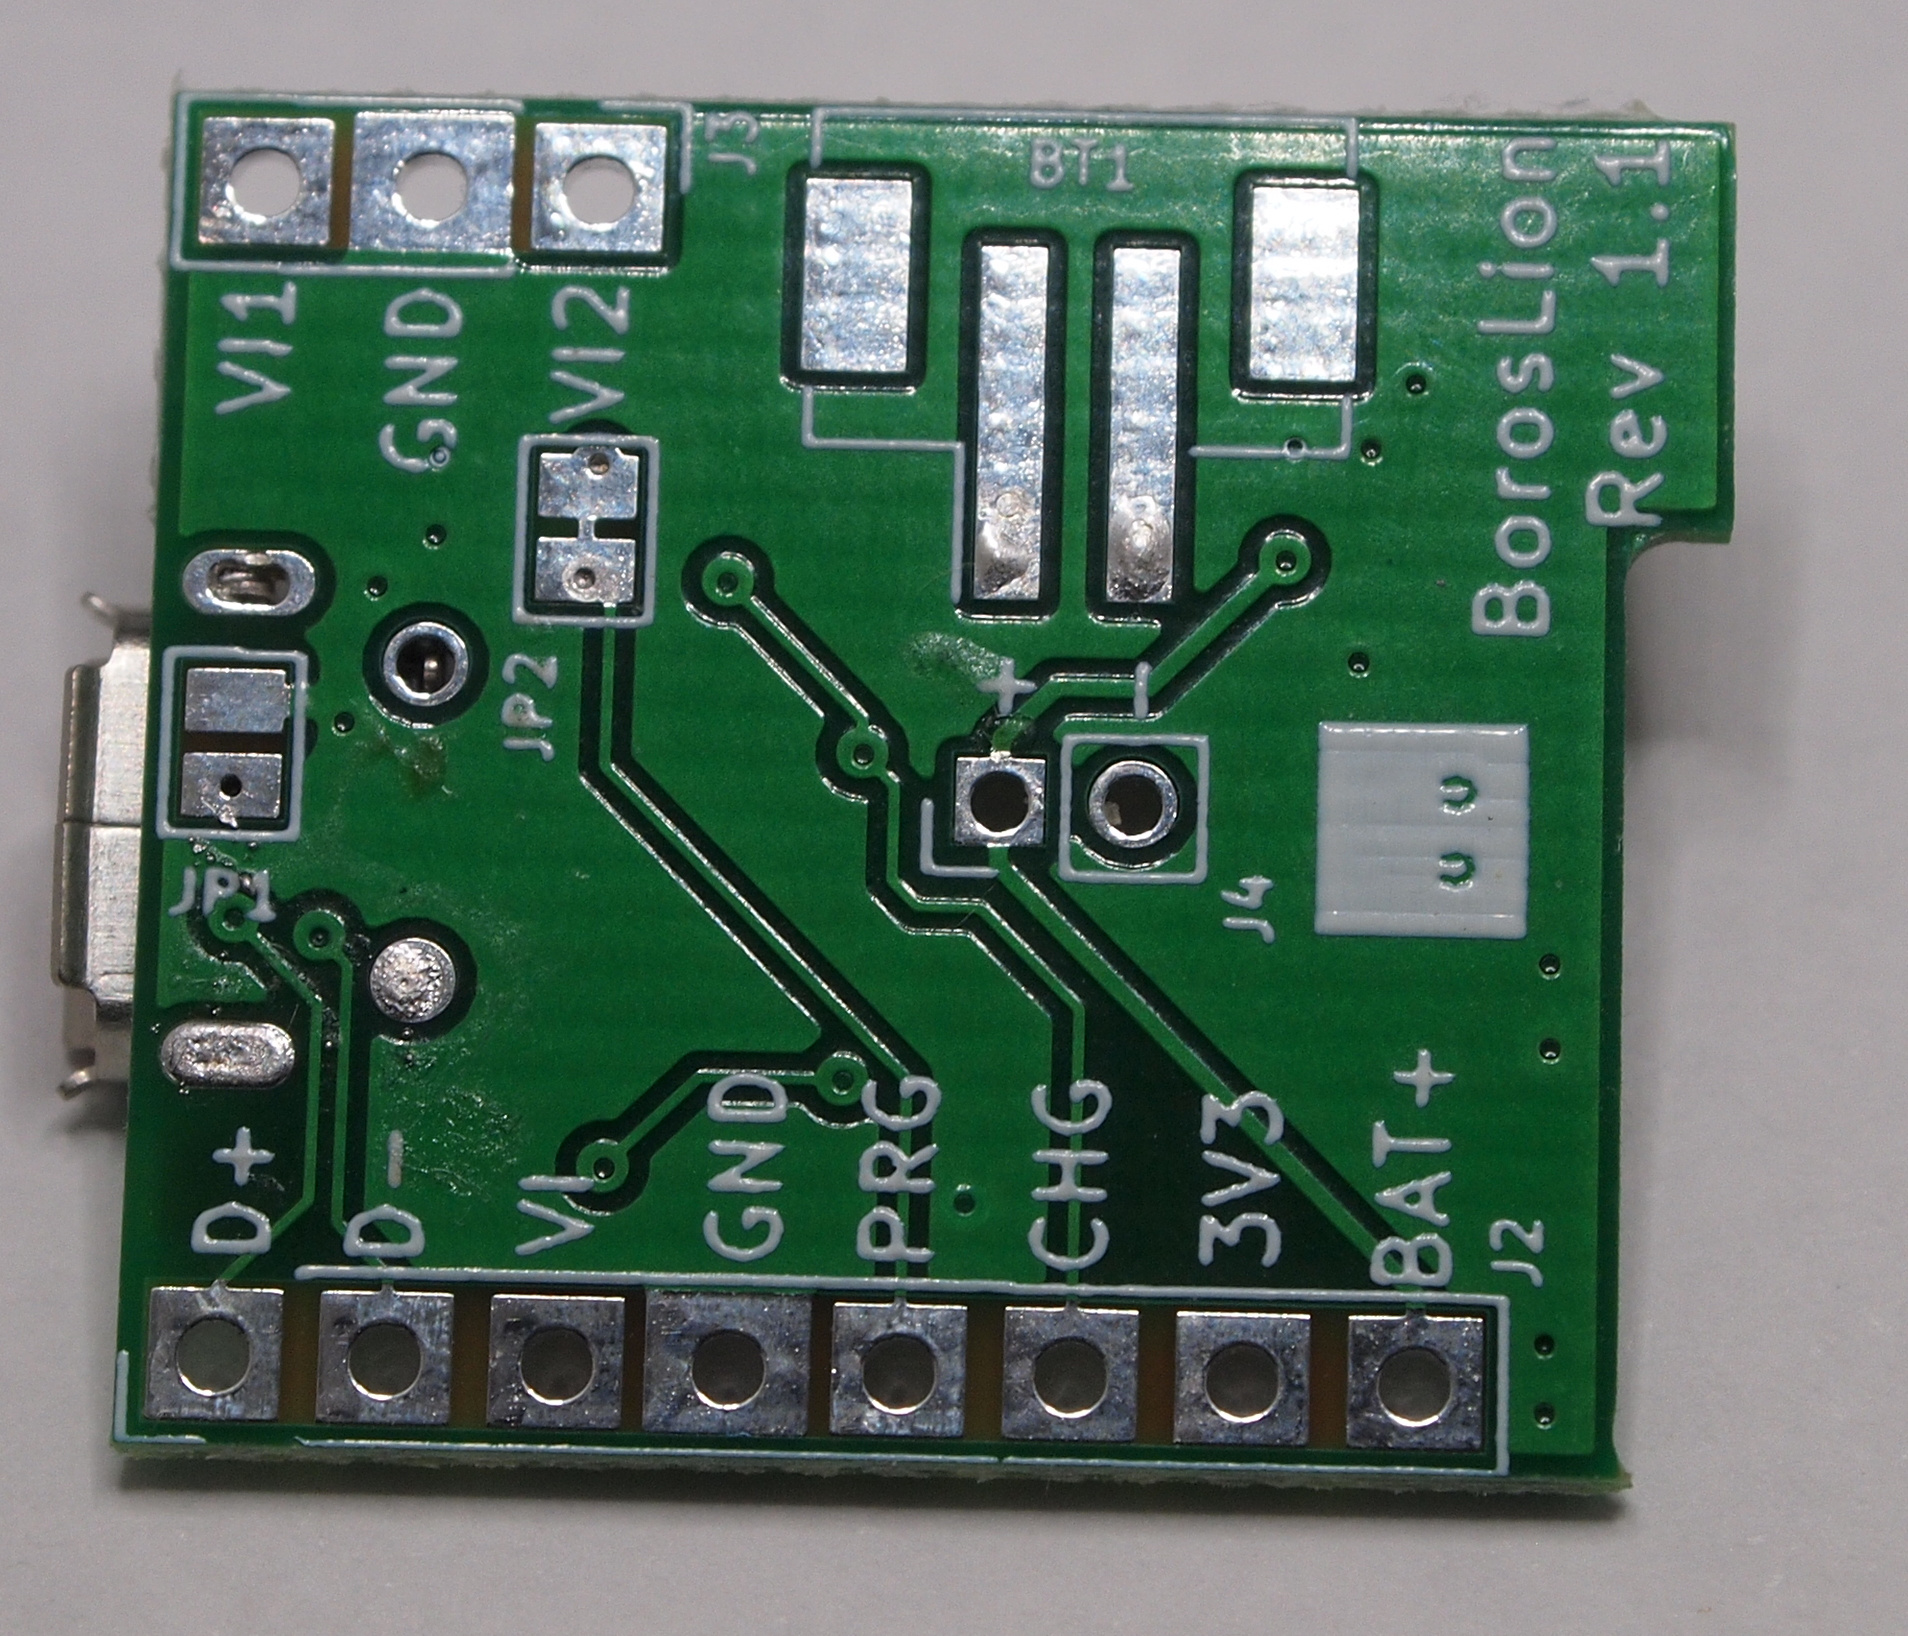 J3
BT1
VI1
GND
VI2
BorosLion
Rev 1.1
JP2
+
-
JP1
J4
D+
D-
VI
GND
PRG
CHG
3V3
BAT+
J2